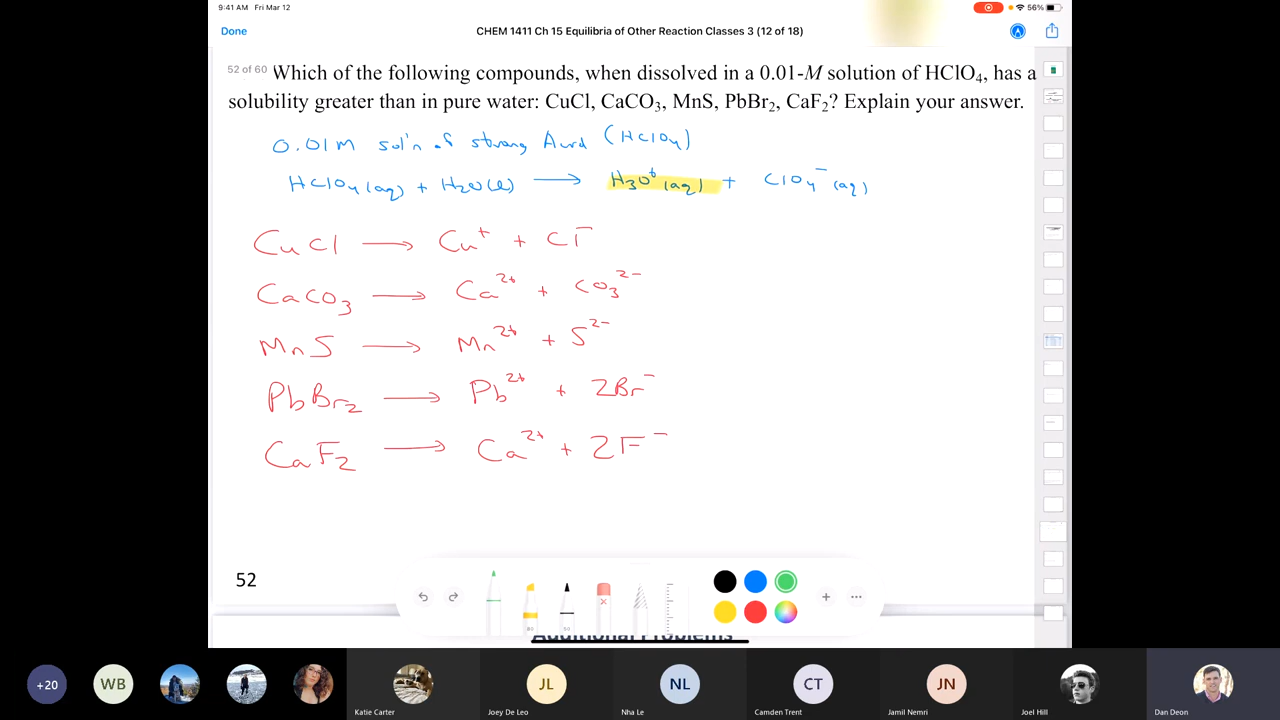 9:41 AM Fri Mar 12
56%
Done
CHEM 1411 Ch 15 Equilibria of Other Reaction Classes 3 (12 of 18)
52 of 60
Which of the following compounds, when dissolved in a 0.01-M solution of HClO₄, has a
solubility greater than in pure water: CuCl, CaCO₃, MnS, PbBr₂, CaF₂? Explain your answer.
0.01M sol'n of strong Acid (HClO₄)
HClO₄(aq) + H₂O(l) → H₃O⁺(aq) + ClO₄⁻(aq)
CuCl → Cu⁺ + Cl⁻
CaCO₃ → Ca²⁺ + CO₃²⁻
MnS → Mn²⁺ + S²⁻
PbBr₂ → Pb²⁺ + 2Br⁻
CaF₂ → Ca²⁺ + 2F⁻
52
Additional Problems
+20
WB
JL
NL
CT
JN
Katie Carter
Joey De Leo
Nha Le
Camden Trent
Jamil Nemri
Joel Hill
Dan Deon